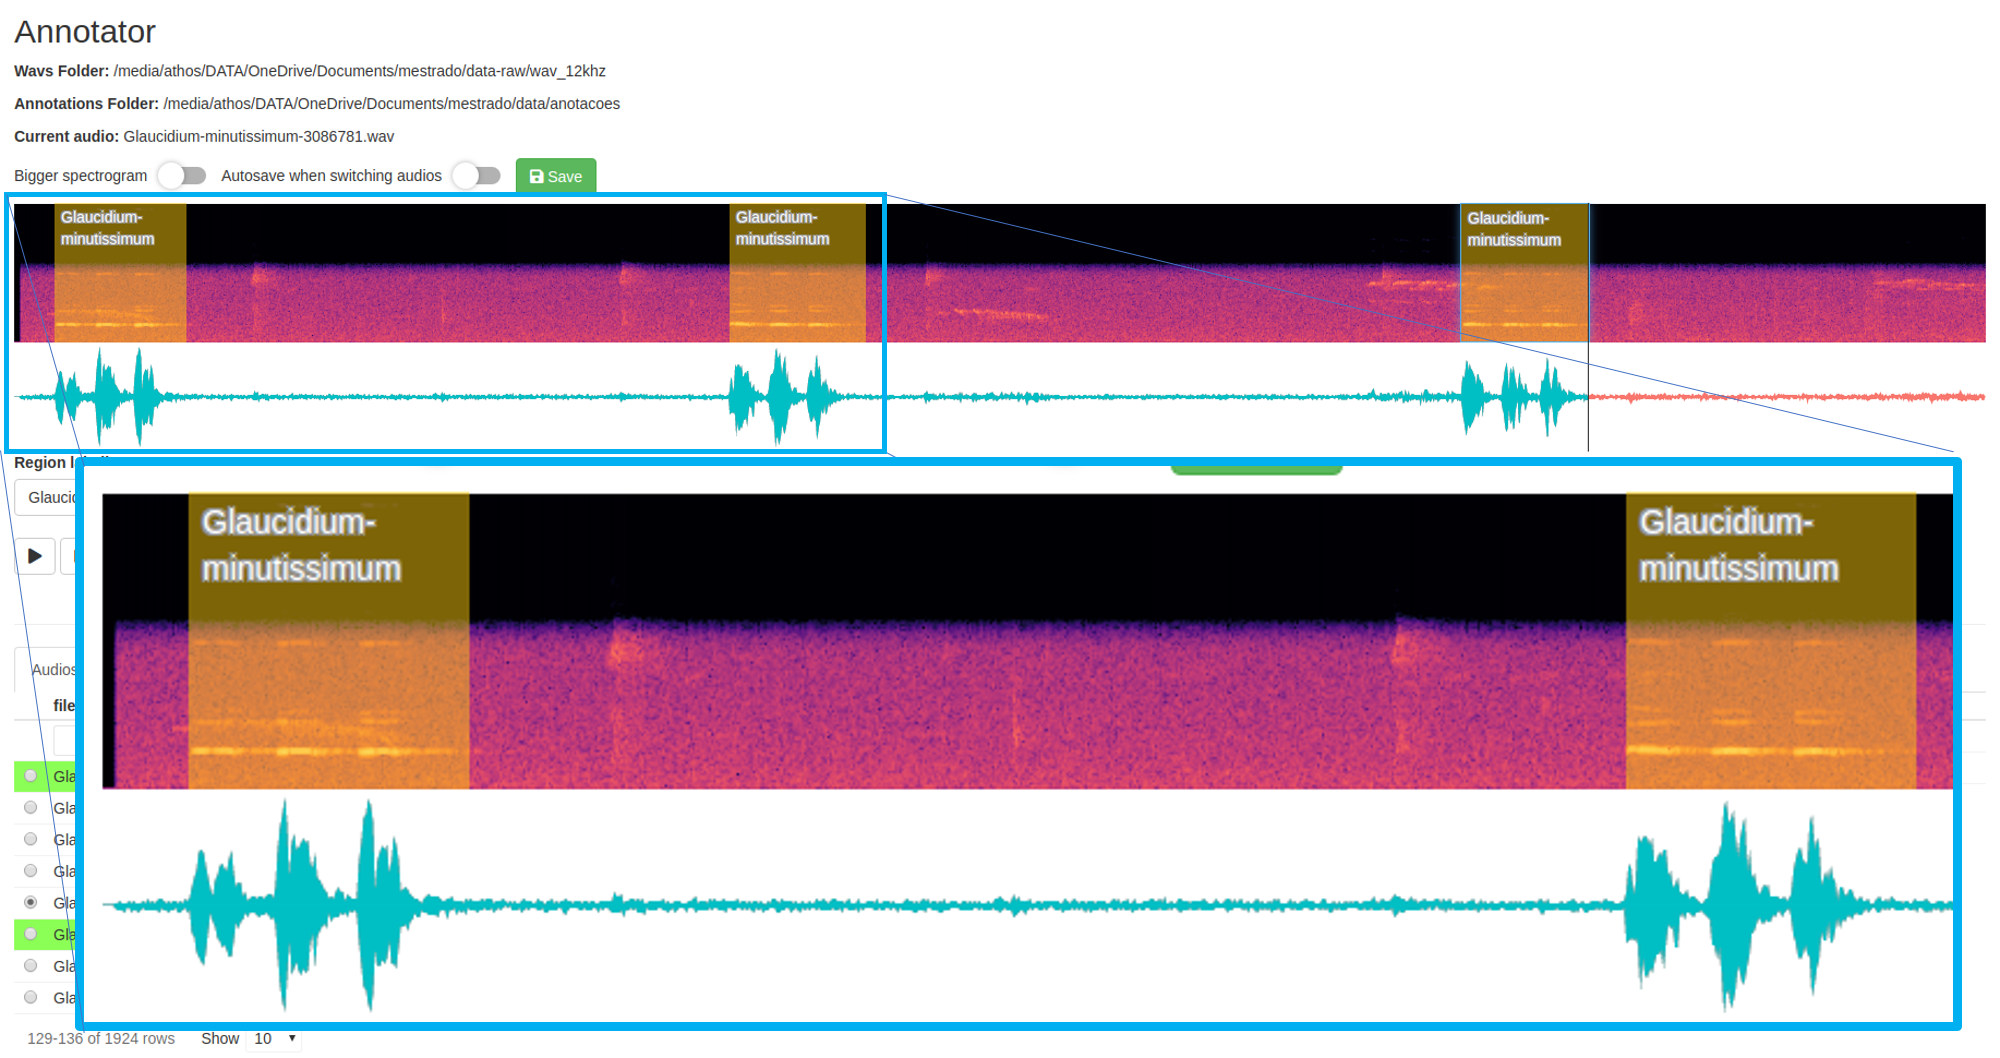 Annotator
Wavs Folder: /media/athos/DATA/OneDrive/Documents/mestrado/data-raw/wav_12khz
Annotations Folder: /media/athos/DATA/OneDrive/Documents/mestrado/data/anotacoes
Current audio: Glaucidium-minutissimum-3086781.wav
Bigger spectrogram Autosave when switching audios Save
Glaucidium-
minutissimum
Glaucidium-
minutissimum
Glaucidium-
minutissimum
Region
Glaucid
Glaucidium-
minutissimum
Glaucidium-
minutissimum
Audios
file
Gla
Gla
Gla
Gla
Gla
Gla
Gla
Gla
129-136 of 1924 rows Show 10